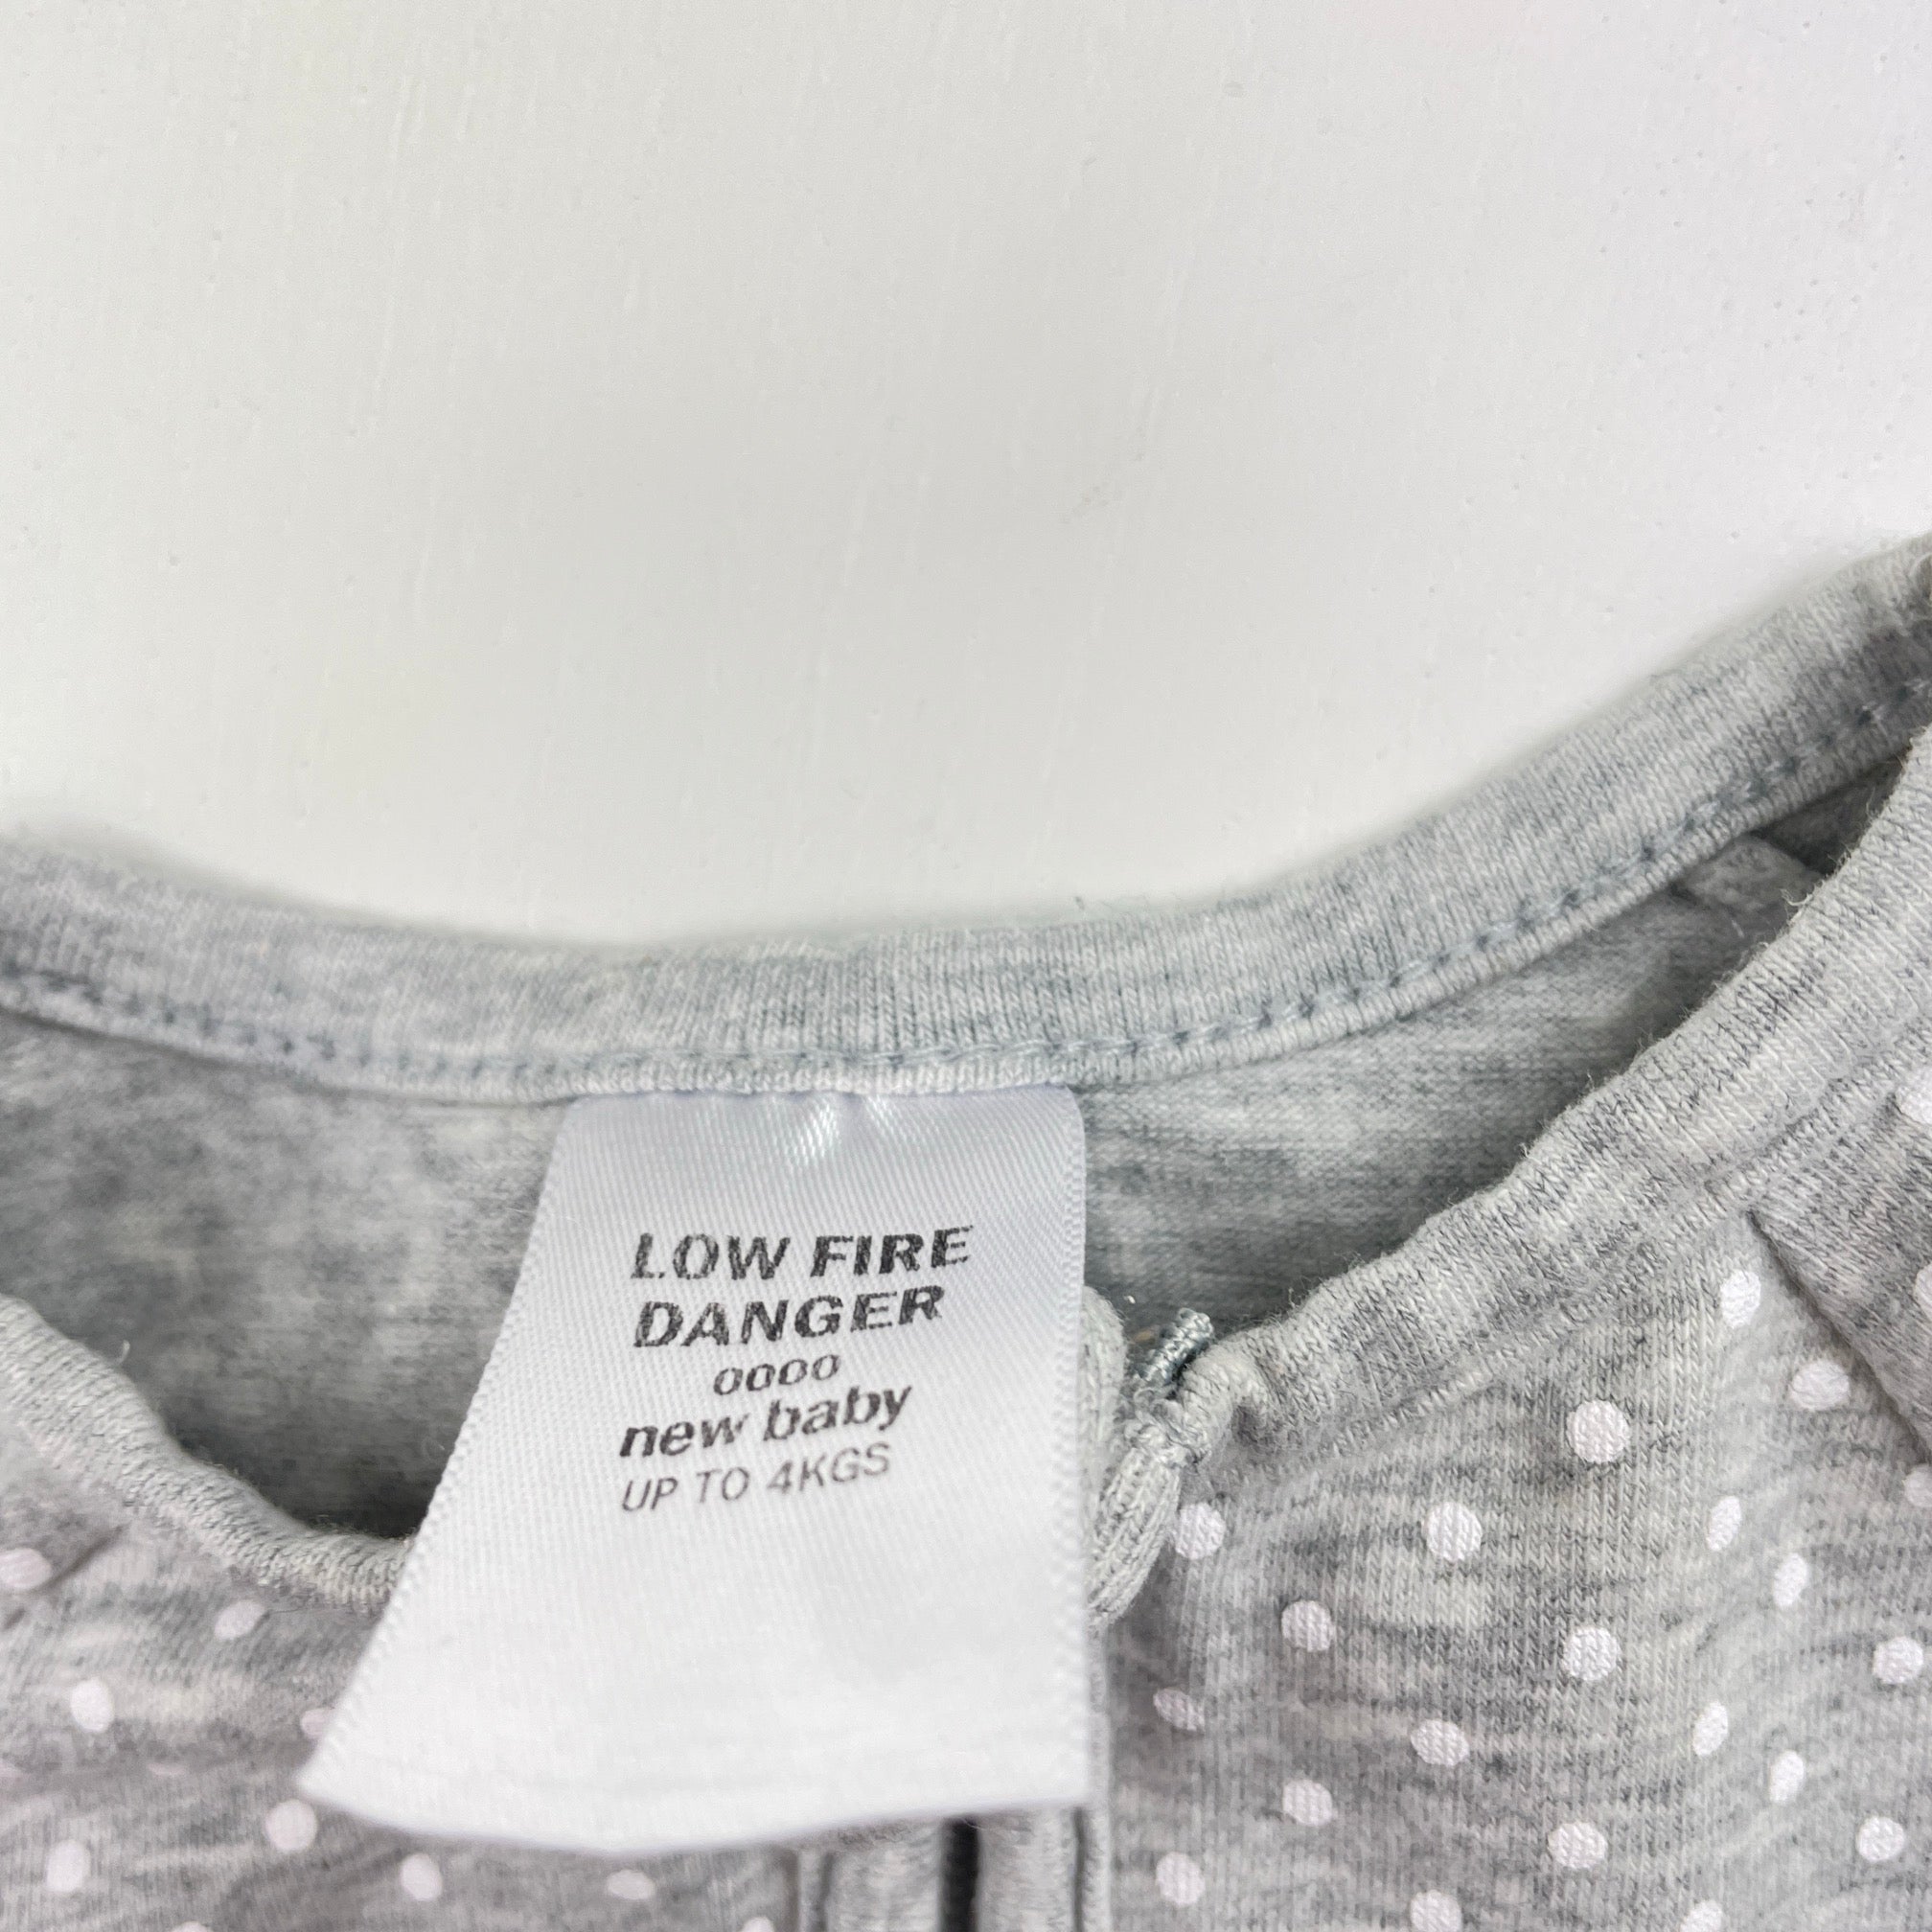 LOW FIRE
DANGER
0000
new baby
UP TO 4KGS